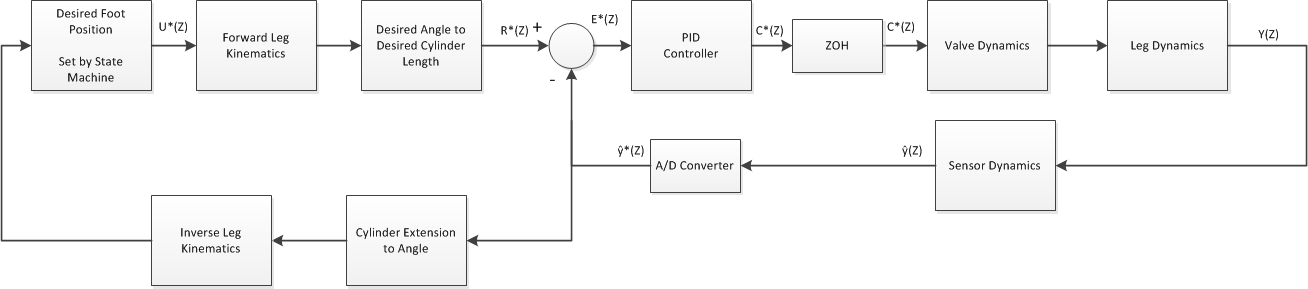 Desired Foot
Position
Set by State
Machine
U*(Z)
Forward Leg
Kinematics
Desired Angle to
Desired Cylinder
Length
R*(Z) +
-
E*(Z)
PID
Controller
C*(Z)
ZOH
C*(Z)
Valve Dynamics
Leg Dynamics
Y(Z)
ŷ*(Z)
A/D Converter
ŷ(Z)
Sensor Dynamics
Inverse Leg
Kinematics
Cylinder Extension
to Angle